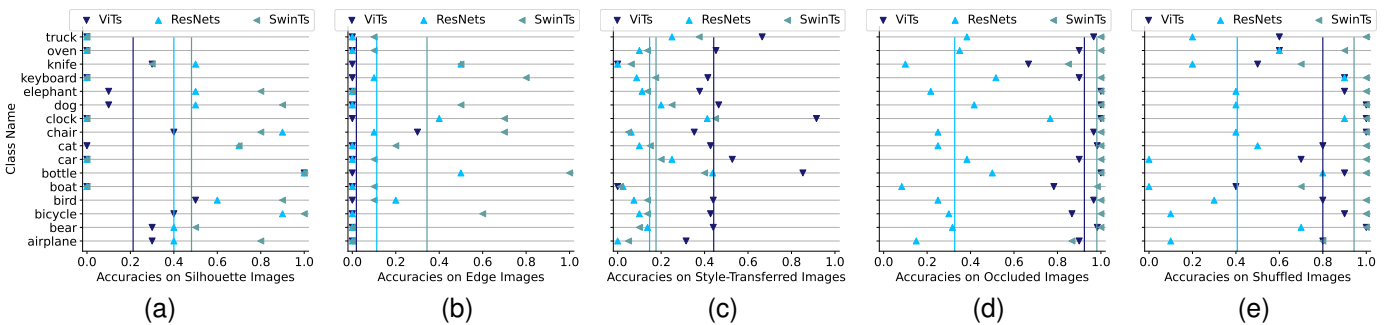 ViTs ResNets SwinTs
ViTs ResNets SwinTs
ViTs ResNets SwinTs
ViTs ResNets SwinTs
ViTs ResNets SwinTs
Class Name
truck
oven
knife
keyboard
elephant
dog
clock
chair
cat
car
bottle
boat
bird
bicycle
bear
airplane
0.0 0.2 0.4 0.6 0.8 1.0
0.0 0.2 0.4 0.6 0.8 1.0
0.0 0.2 0.4 0.6 0.8 1.0
0.0 0.2 0.4 0.6 0.8 1.0
0.0 0.2 0.4 0.6 0.8 1.0
Accuracies on Silhouette Images
Accuracies on Edge Images
Accuracies on Style-Transferred Images
Accuracies on Occluded Images
Accuracies on Shuffled Images
(a)
(b)
(c)
(d)
(e)